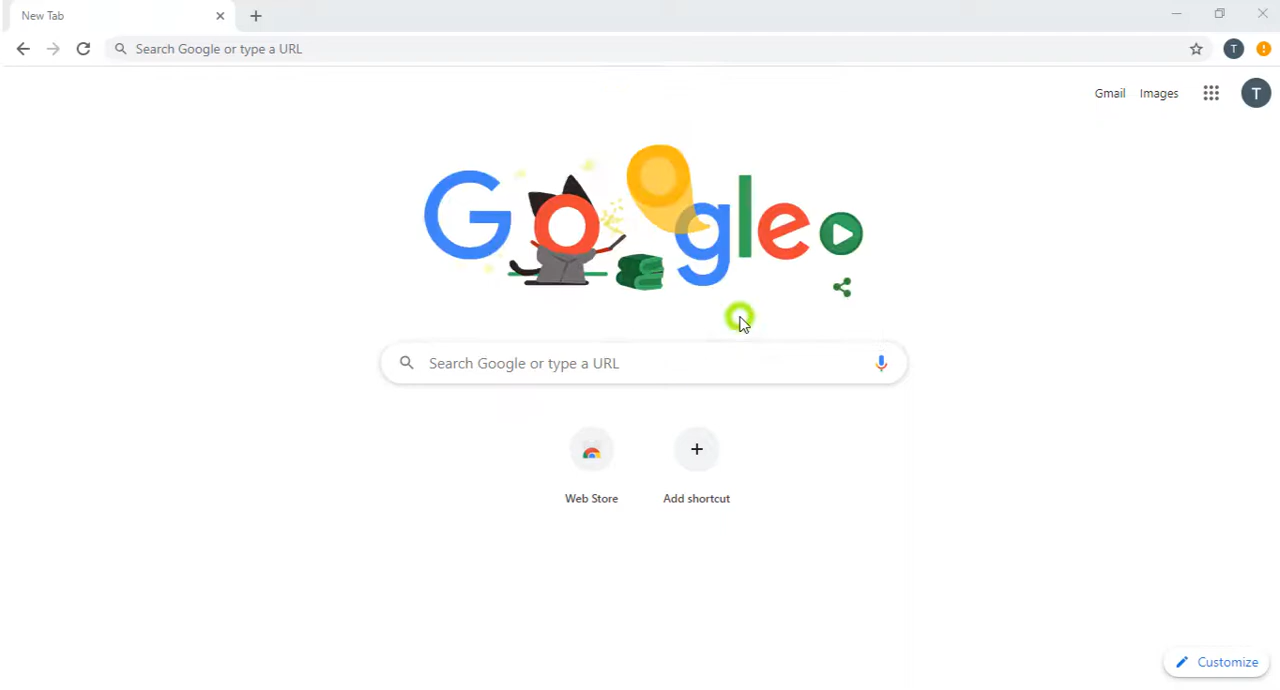 New Tab
Search Google or type a URL
T
Gmail Images
T
Google
Search Google or type a URL
Web Store Add shortcut
Customize